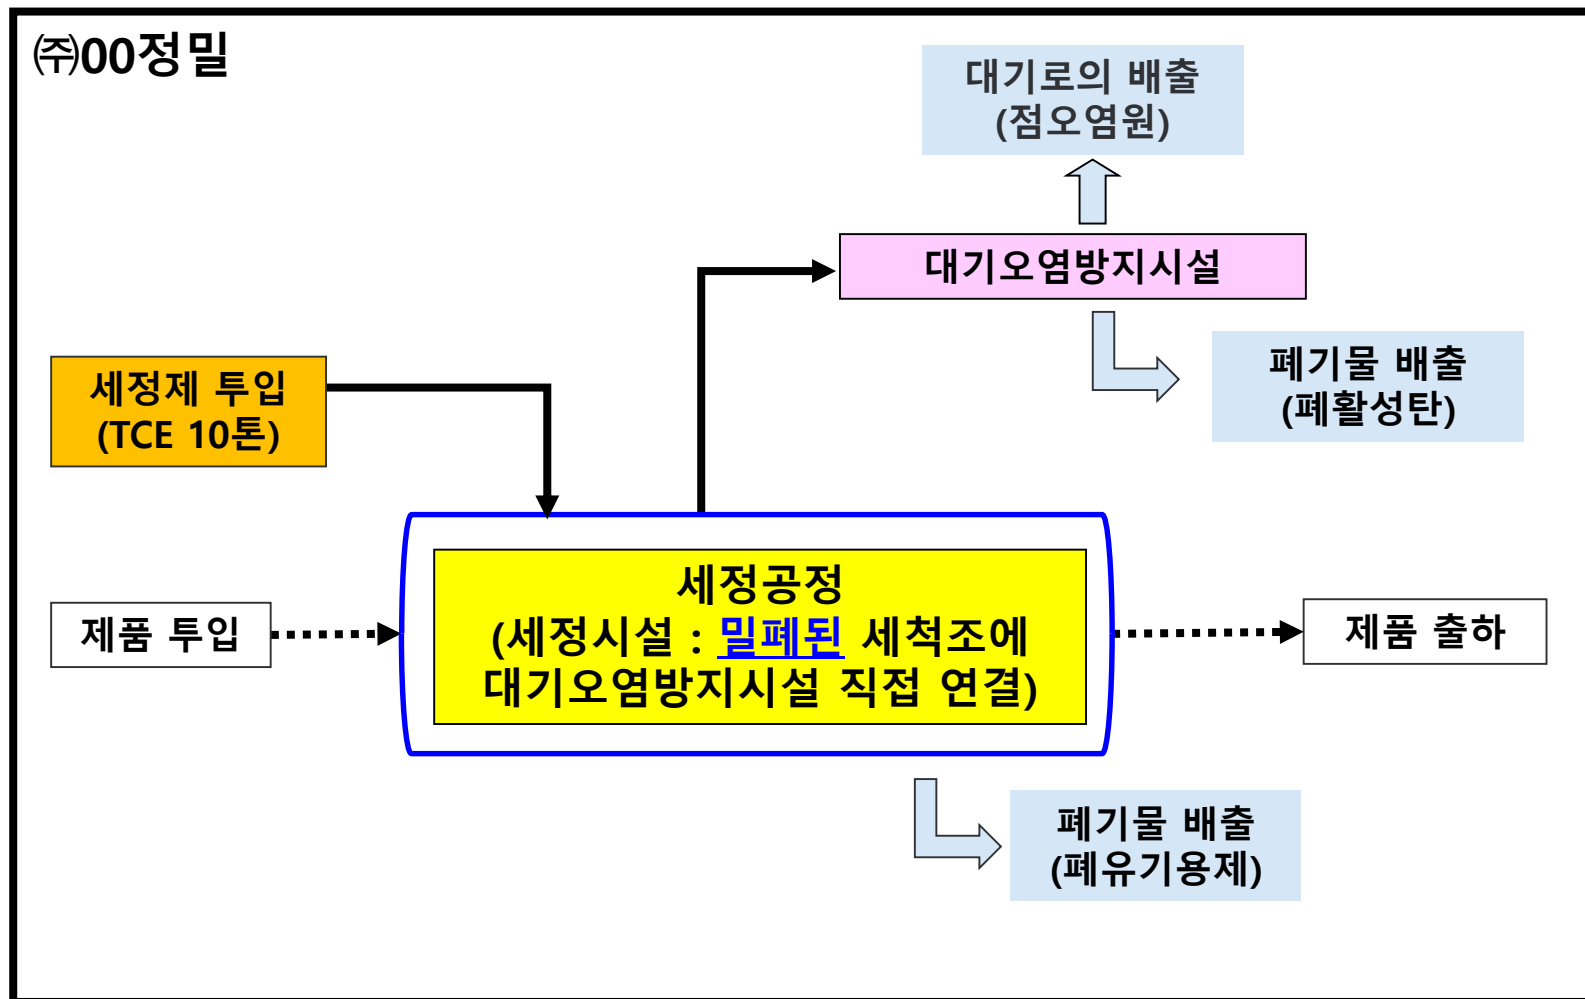 ㈜00정밀
대기로의 배출
(점오염원)
대기오염방지시설
폐기물 배출
(폐활성탄)
세정제 투입
(TCE 10톤)
세정공정
(세정시설 : 밀폐된 세척조에
대기오염방지시설 직접 연결)
제품 투입
제품 출하
폐기물 배출
(폐유기용제)